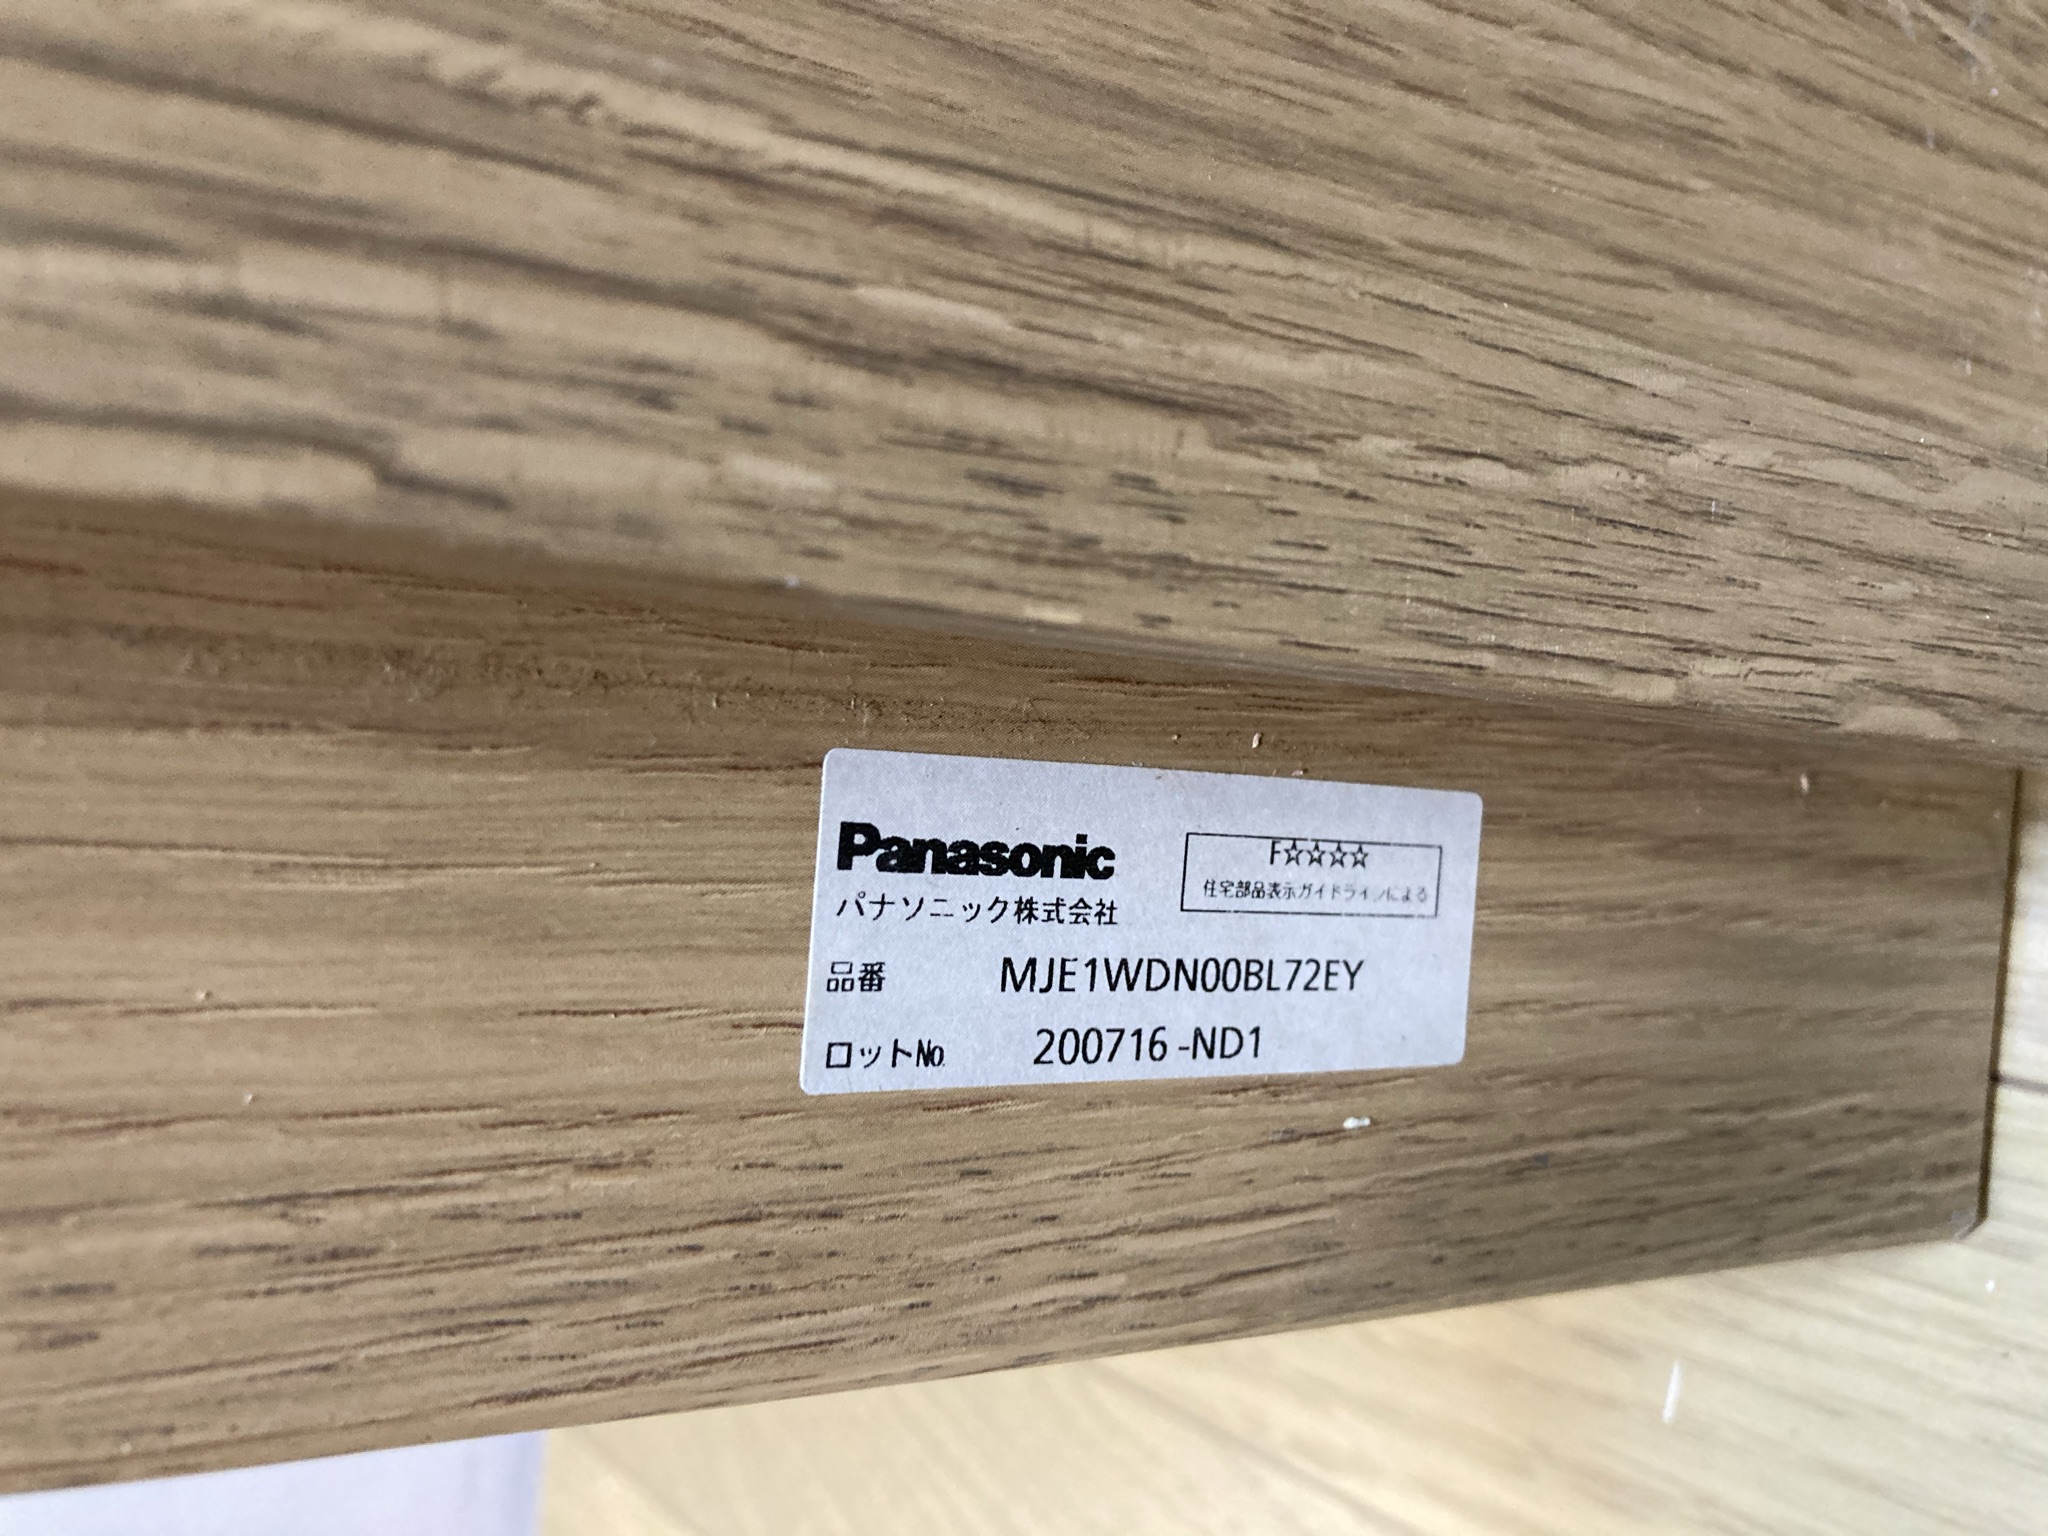 Panasonic
パナソニック株式会社
F☆☆☆☆
住宅部品表示ガイドラインによる
品番 MJE1WDN00BL72EY
ロットNo. 200716-ND1